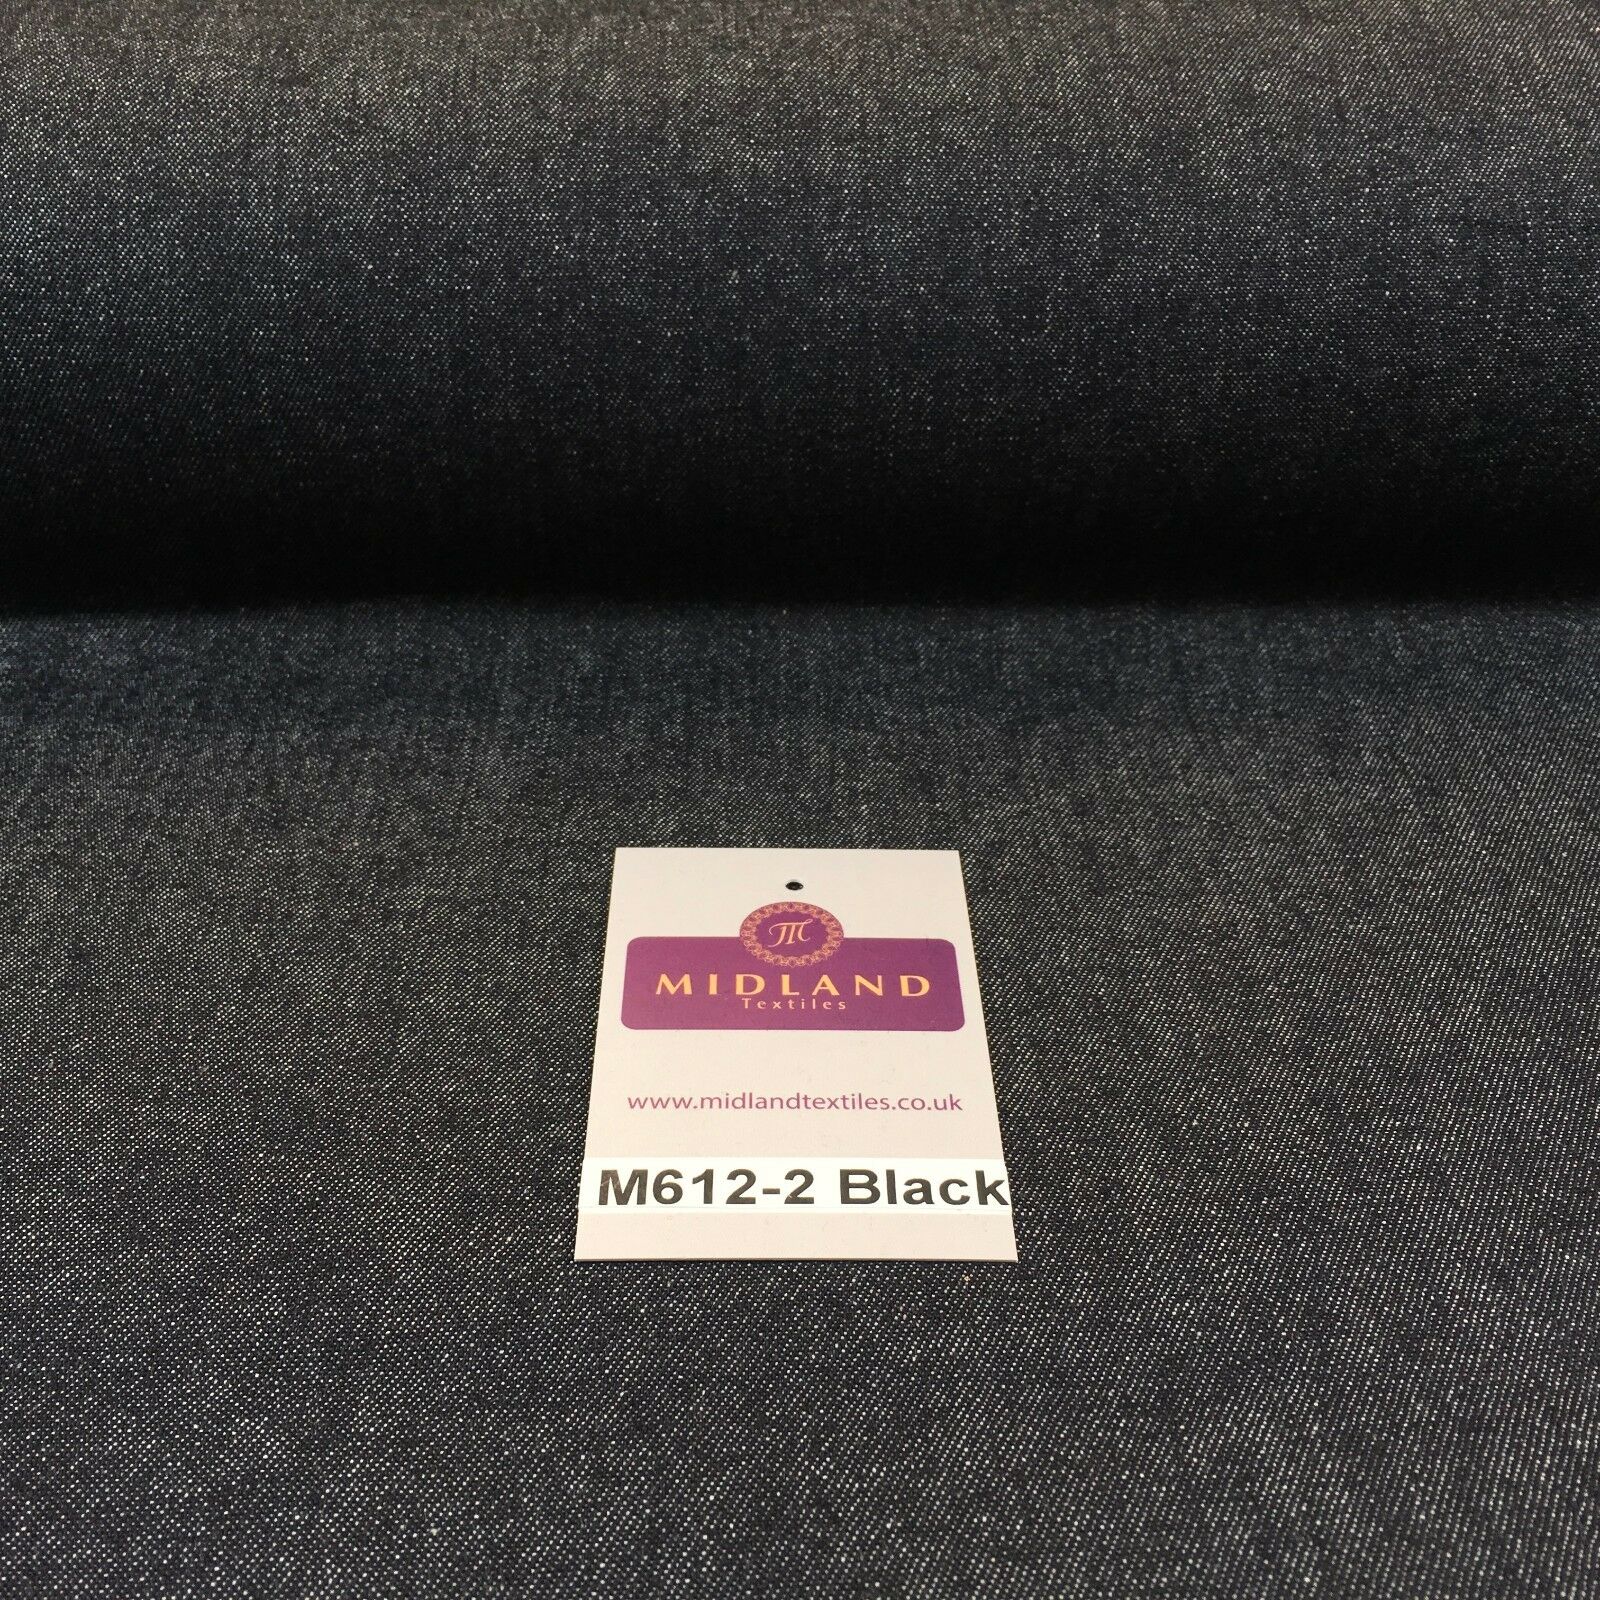 M
MIDLAND
Textiles
www.midlandtextiles.co.uk
M612-2 Black